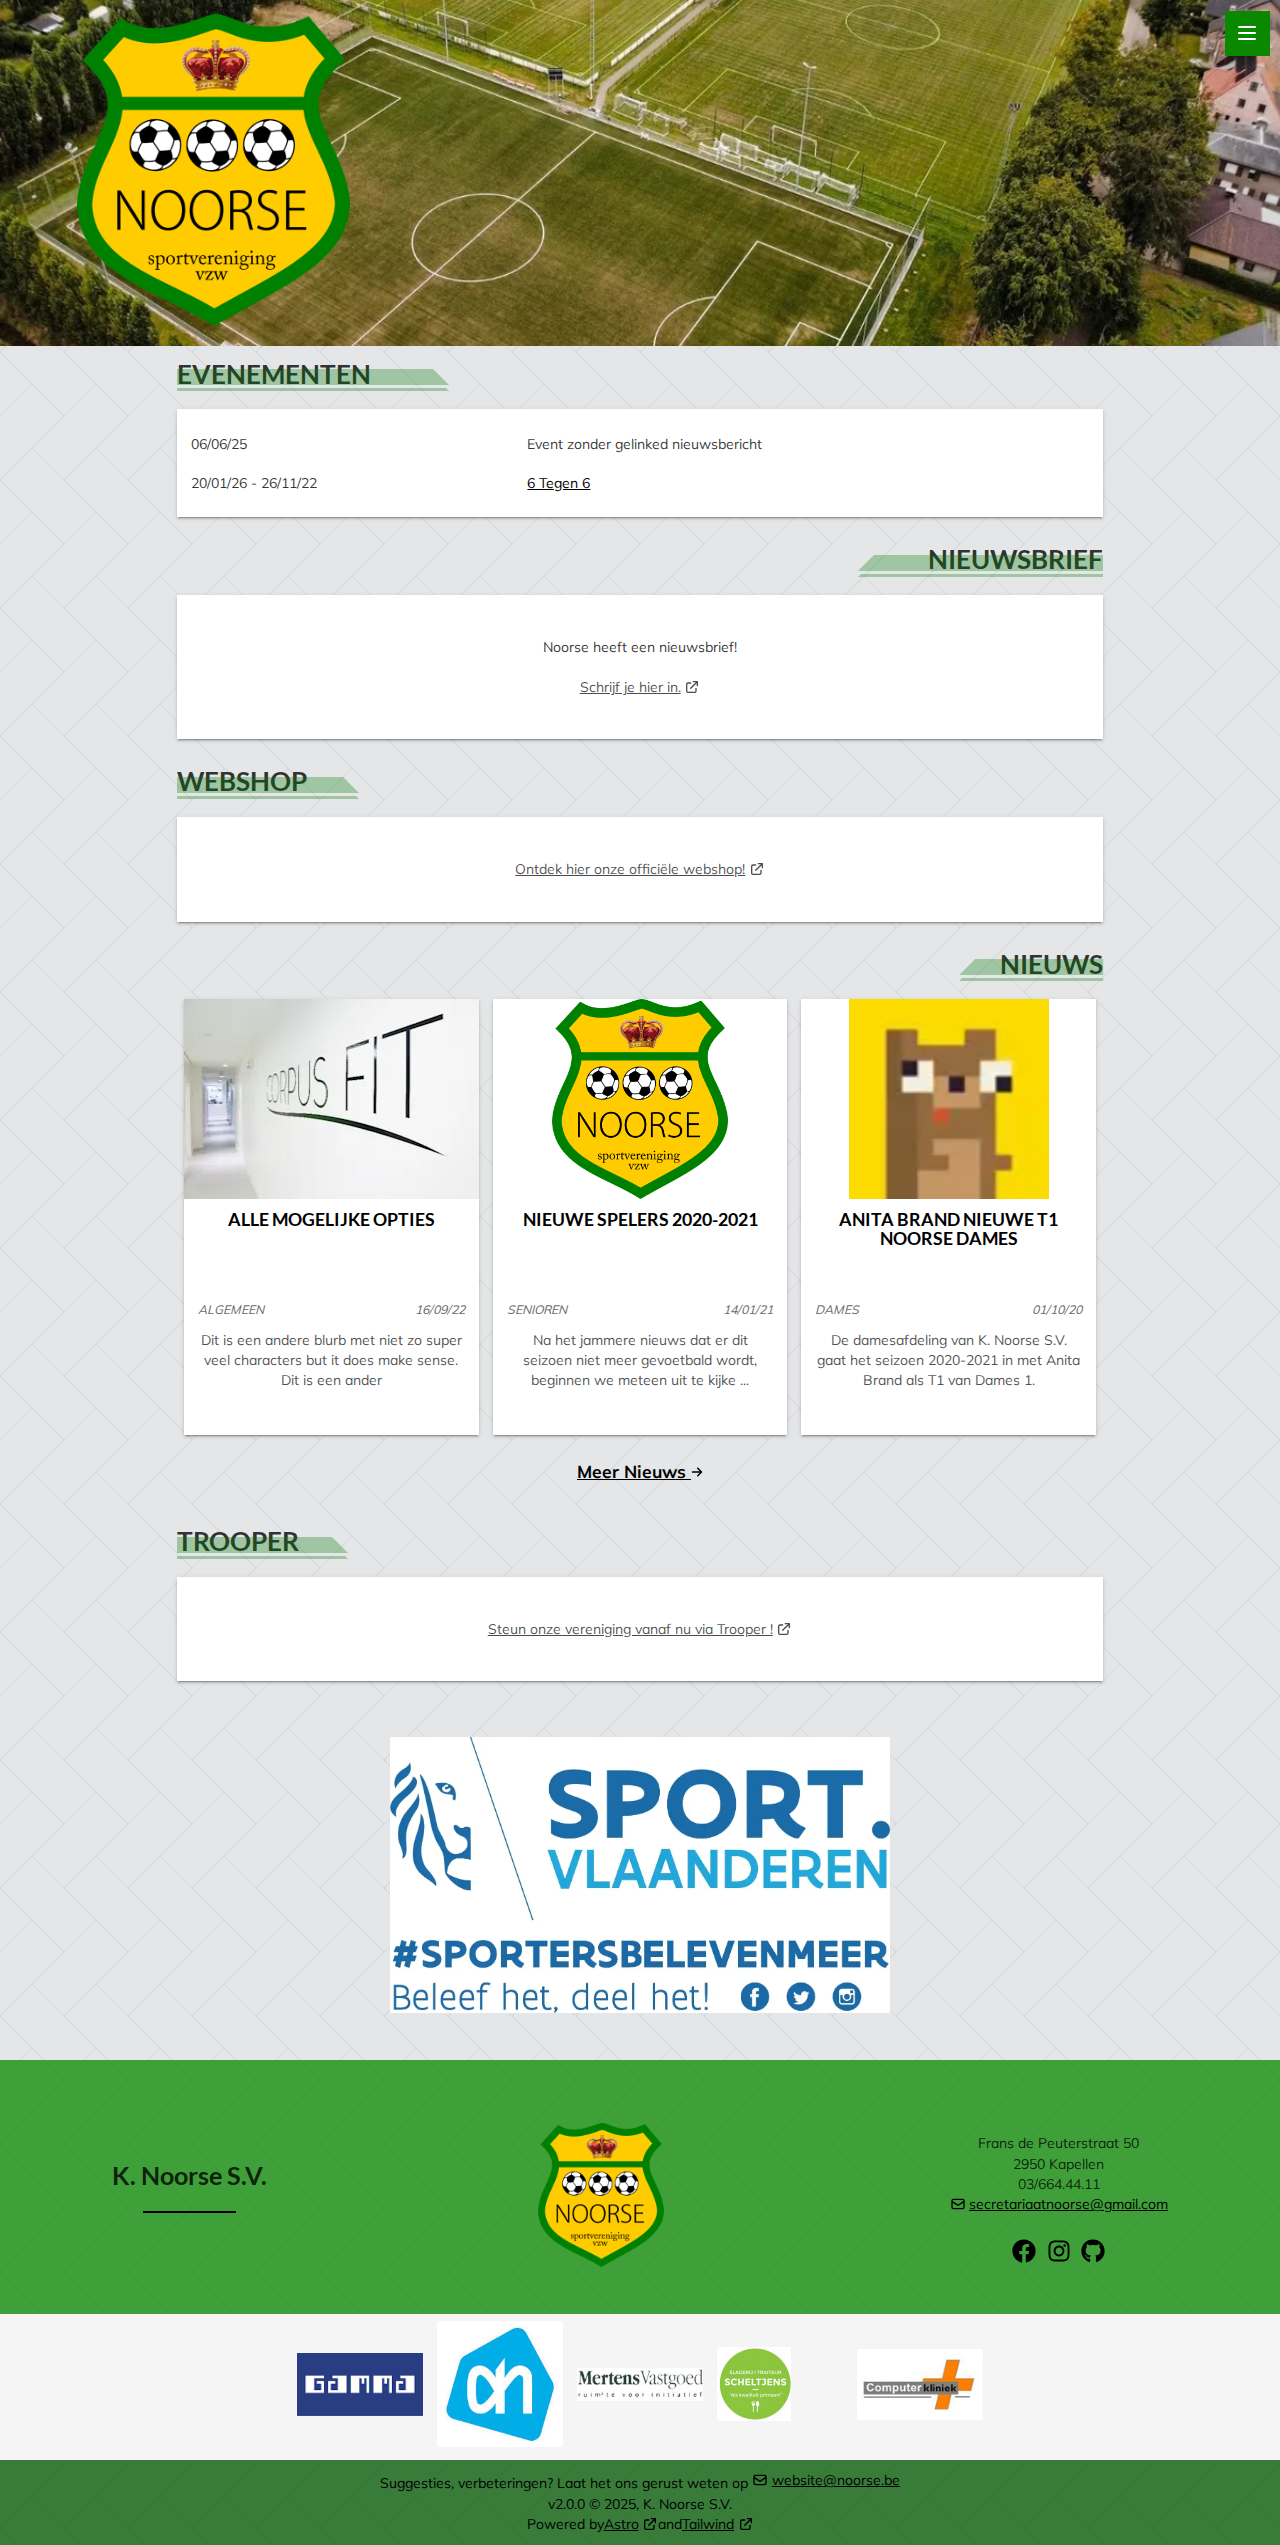 NOORSE
sportvereniging
vzw
EVENEMENTEN
06/06/25 Event zonder gelinked nieuwsbericht
20/01/26 - 26/11/22 6 Tegen 6
NIEUWSBRIEF
Noorse heeft een nieuwsbrief!
Schrijf je hier in.
WEBSHOP
Ontdek hier onze officiële webshop!
NIEUWS
CORPUS FIT
ALLE MOGELIJKE OPTIES
ALGEMEEN 16/09/22
Dit is een andere blurb met niet zo super
veel characters but it does make sense.
Dit is een ander
NOORSE
sportvereniging
vzw
NIEUWE SPELERS 2020-2021
SENIOREN 14/01/21
Na het jammere nieuws dat er dit
seizoen niet meer gevoetbald wordt,
beginnen we meteen uit te kijke ...
ANITA BRAND NIEUWE T1
NOORSE DAMES
DAMES 01/10/20
De damesafdeling van K. Noorse S.V.
gaat het seizoen 2020-2021 in met Anita
Brand als T1 van Dames 1.
Meer Nieuws →
TROOPER
Steun onze vereniging vanaf nu via Trooper !
SPORT.
VLAANDEREN
#SPORTERSBELEVENMEER
Beleef het, deel het!
K. Noorse S.V.
NOORSE
sportvereniging
vzw
Frans de Peuterstraat 50
2950 Kapellen
03/664.44.11
secretariaatnoorse@gmail.com
GAMMA
ah
MertensVastgoed
ruimte voor initiatief
SLAGERIJ / TRAITEUR
SCHELTJENS
Computerkliniek
Suggesties, verbeteringen? Laat het ons gerust weten op website@noorse.be
v2.0.0 © 2025, K. Noorse S.V.
Powered byAstro andTailwind